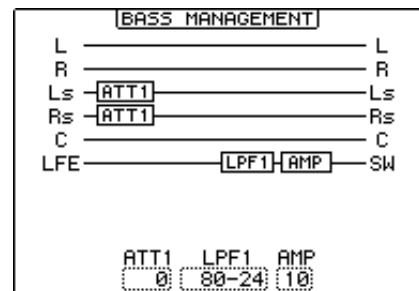 BASS MANAGEMENT
L L
R R
Ls ATT1 Ls
Rs ATT1 Rs
C C
LFE LPF1 AMP SW
ATT1 LPF1 AMP
0 80-24 10